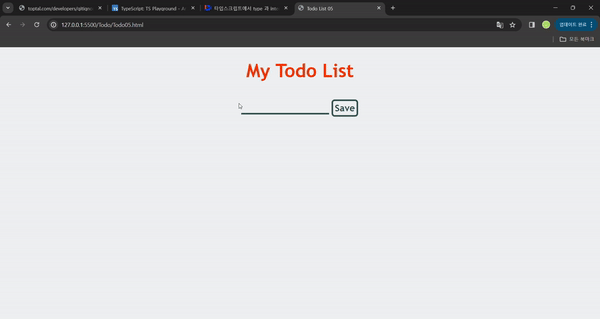 toptal.com/developers/gitigno
TypeScript: TS Playground - A
타입스크립트에서 type 과 inte
Todo List 05
127.0.0.1:5500/Todo/Todo05.html
업데이트 완료
모든 북마크
My Todo List
Save